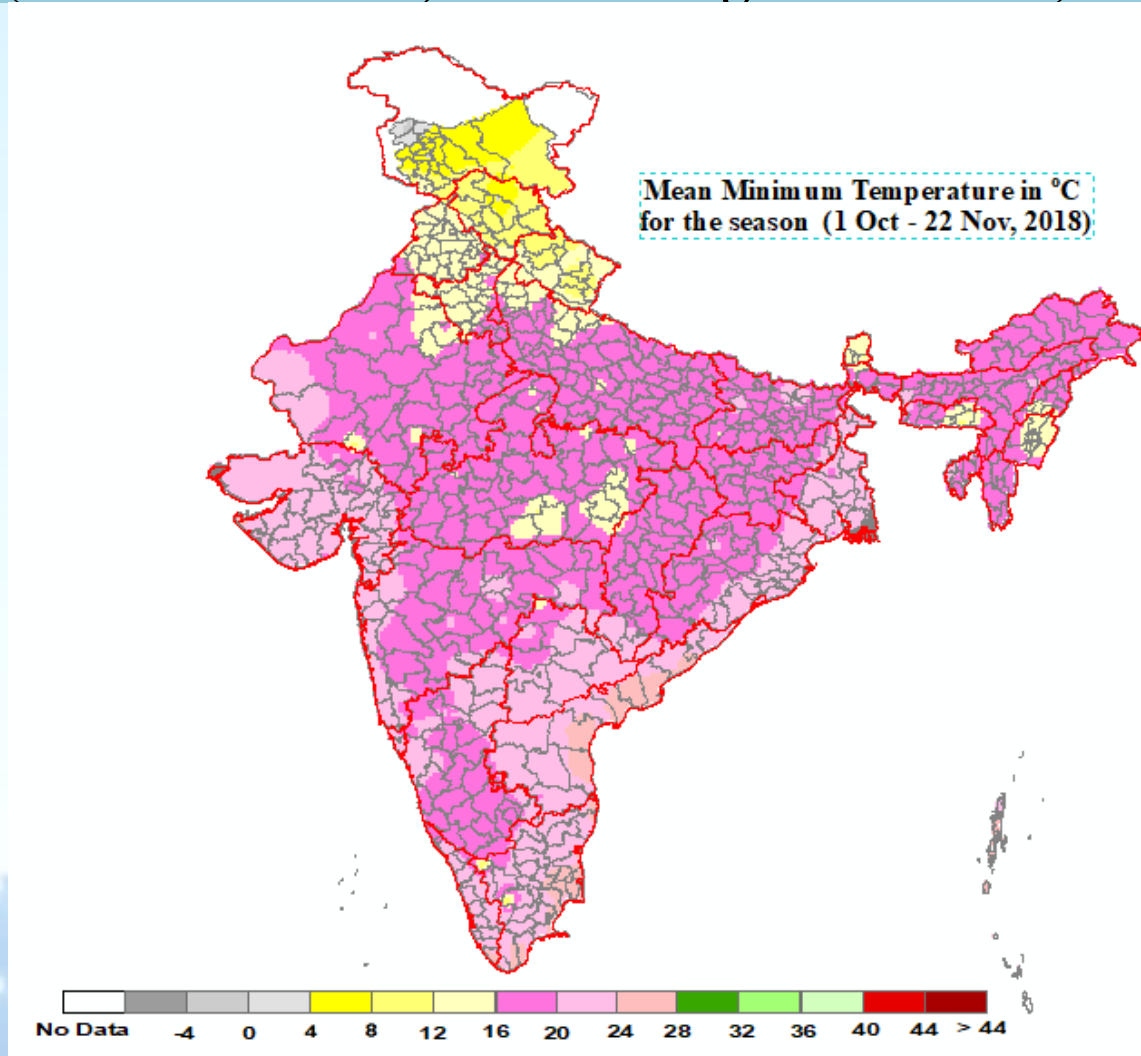 Mean Minimum Temperature in °C
for the season (1 Oct - 22 Nov, 2018)
No Data -4 0 4 8 12 16 20 24 28 32 36 40 44 > 44